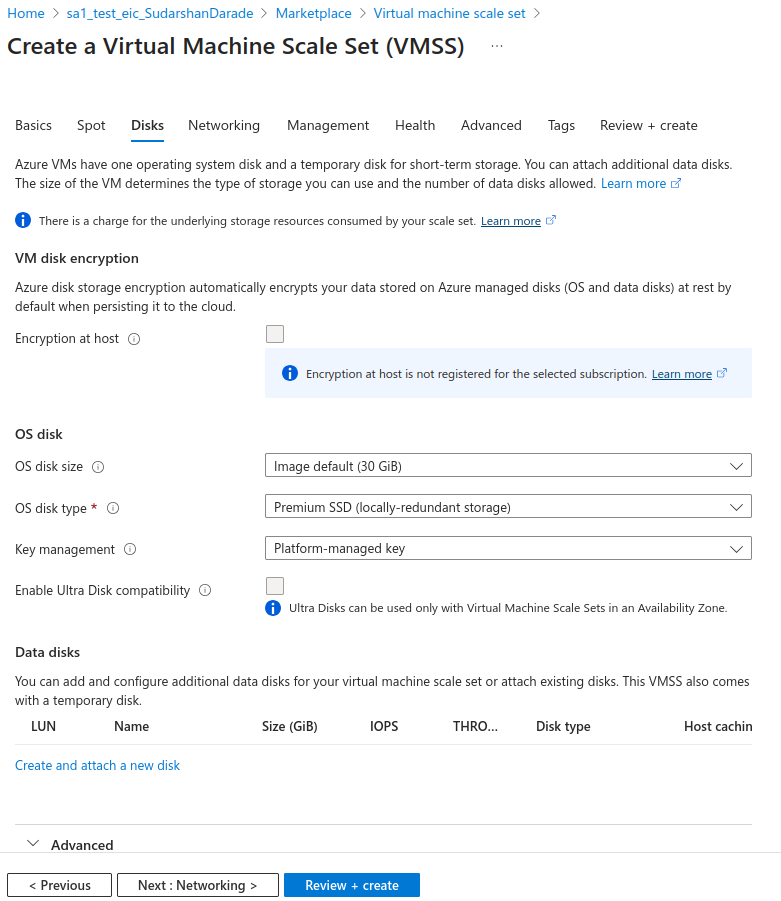 Home > sa1_test_eic_SudarshanDarade > Marketplace > Virtual machine scale set >
Create a Virtual Machine Scale Set (VMSS) ...
Basics Spot Disks Networking Management Health Advanced Tags Review + create
Azure VMs have one operating system disk and a temporary disk for short-term storage. You can attach additional data disks.
The size of the VM determines the type of storage you can use and the number of data disks allowed. Learn more
There is a charge for the underlying storage resources consumed by your scale set. Learn more
VM disk encryption
Azure disk storage encryption automatically encrypts your data stored on Azure managed disks (OS and data disks) at rest by
default when persisting it to the cloud.
Encryption at host
Encryption at host is not registered for the selected subscription. Learn more
OS disk
OS disk size Image default (30 GiB)
OS disk type * Premium SSD (locally-redundant storage)
Key management Platform-managed key
Enable Ultra Disk compatibility
Ultra Disks can be used only with Virtual Machine Scale Sets in an Availability Zone.
Data disks
You can add and configure additional data disks for your virtual machine scale set or attach existing disks. This VMSS also comes
with a temporary disk.
LUN Name Size (GiB) IOPS THRO... Disk type Host cachin
Create and attach a new disk
Advanced
< Previous Next : Networking > Review + create